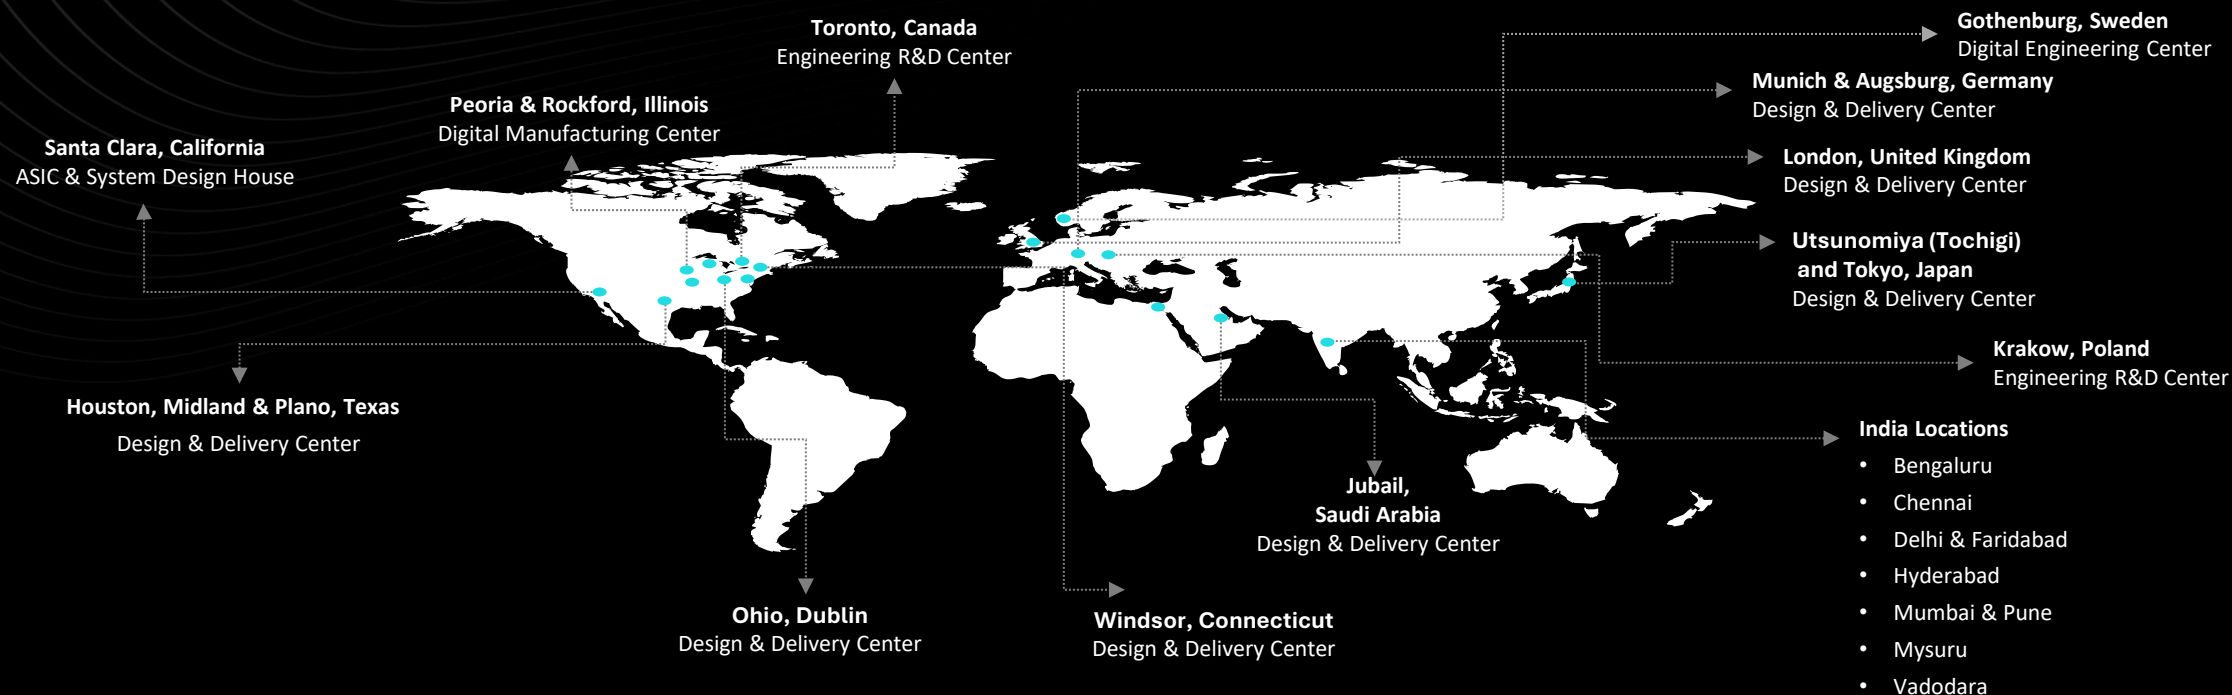 Toronto, Canada
Engineering R&D Center
Gothenburg, Sweden
Digital Engineering Center
Peoria & Rockford, Illinois
Digital Manufacturing Center
Munich & Augsburg, Germany
Design & Delivery Center
Santa Clara, California
ASIC & System Design House
London, United Kingdom
Design & Delivery Center
Utsunomiya (Tochigi)
and Tokyo, Japan
Design & Delivery Center
Krakow, Poland
Engineering R&D Center
Houston, Midland & Plano, Texas
Design & Delivery Center
India Locations
• Bengaluru
• Chennai
• Delhi & Faridabad
• Hyderabad
• Mumbai & Pune
• Mysuru
• Vadodara
Jubail,
Saudi Arabia
Design & Delivery Center
Ohio, Dublin
Design & Delivery Center
Windsor, Connecticut
Design & Delivery Center